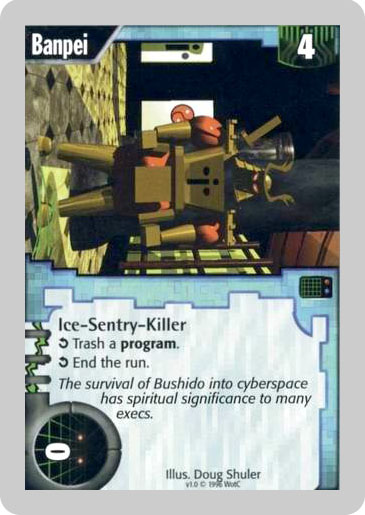 Banpei
4
Ice-Sentry-Killer
Trash a program.
End the run.
The survival of Bushido into cyberspace
has spiritual significance to many
execs.
0
Illus. Doug Shuler
v1.0 © 1996 WotC